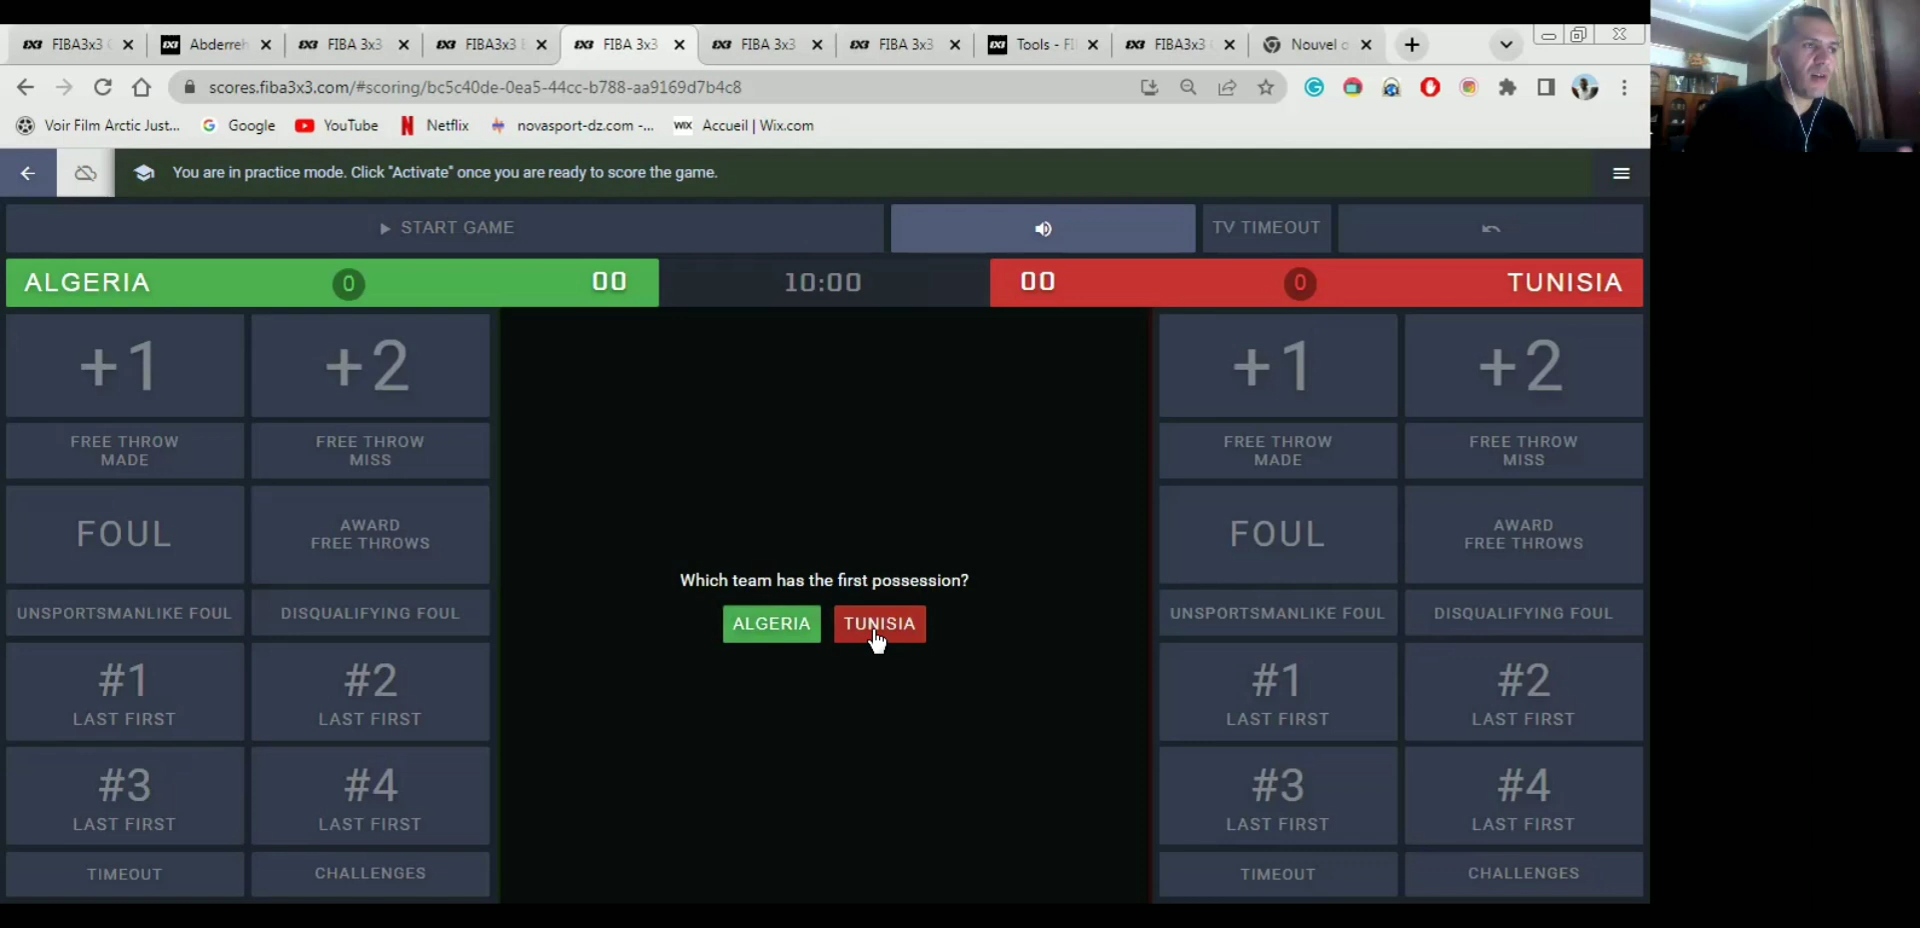 FIBA3x3
Abderreh
FIBA 3x3
FIBA3x3
FIBA 3x3
FIBA 3x3
FIBA 3x3
Tools - FI
FIBA3x3
Nouvel
scores.fiba3x3.com/#scoring/bc5c40de-0ea5-44cc-b788-aa9169d7b4c8
Voir Film Arctic Just...
Google
YouTube
Netflix
novasport-dz.com -...
WIX Accueil | Wix.com
You are in practice mode. Click "Activate" once you are ready to score the game.
START GAME
TV TIMEOUT
ALGERIA 0 00
10:00
00 0 TUNISIA
+1
+2
+1
+2
FREE THROW
MADE
FREE THROW
MISS
FREE THROW
MADE
FREE THROW
MISS
FOUL
AWARD
FREE THROWS
FOUL
AWARD
FREE THROWS
Which team has the first possession?
ALGERIA
TUNISIA
UNSPORTSMANLIKE FOUL
DISQUALIFYING FOUL
UNSPORTSMANLIKE FOUL
DISQUALIFYING FOUL
#1
LAST FIRST
#2
LAST FIRST
#1
LAST FIRST
#2
LAST FIRST
#3
LAST FIRST
#4
LAST FIRST
#3
LAST FIRST
#4
LAST FIRST
TIMEOUT
CHALLENGES
TIMEOUT
CHALLENGES